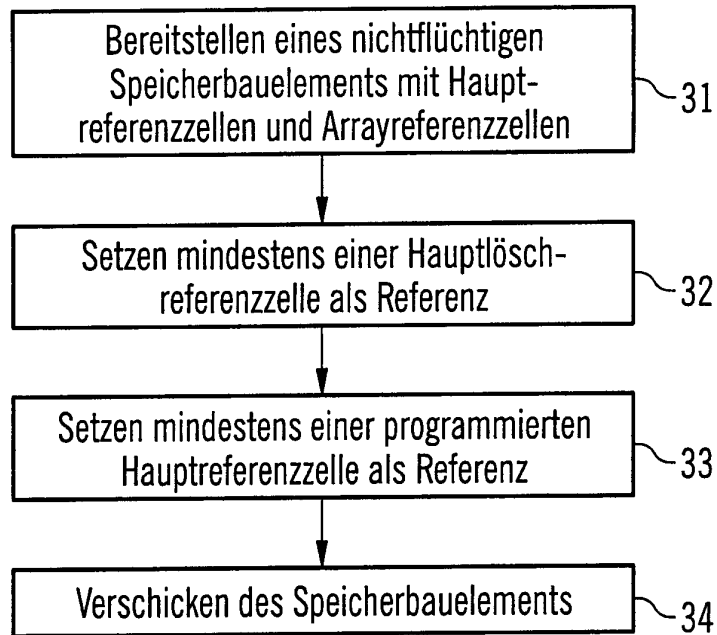 Bereitstellen eines nichtflüchtigen
Speicherbauelements mit Haupt-
referenzzellen und Arrayreferenzzellen
31
Setzen mindestens einer Hauptlösch-
referenzzelle als Referenz
32
Setzen mindestens einer programmierten
Hauptreferenzzelle als Referenz
33
Verschicken des Speicherbauelements
34